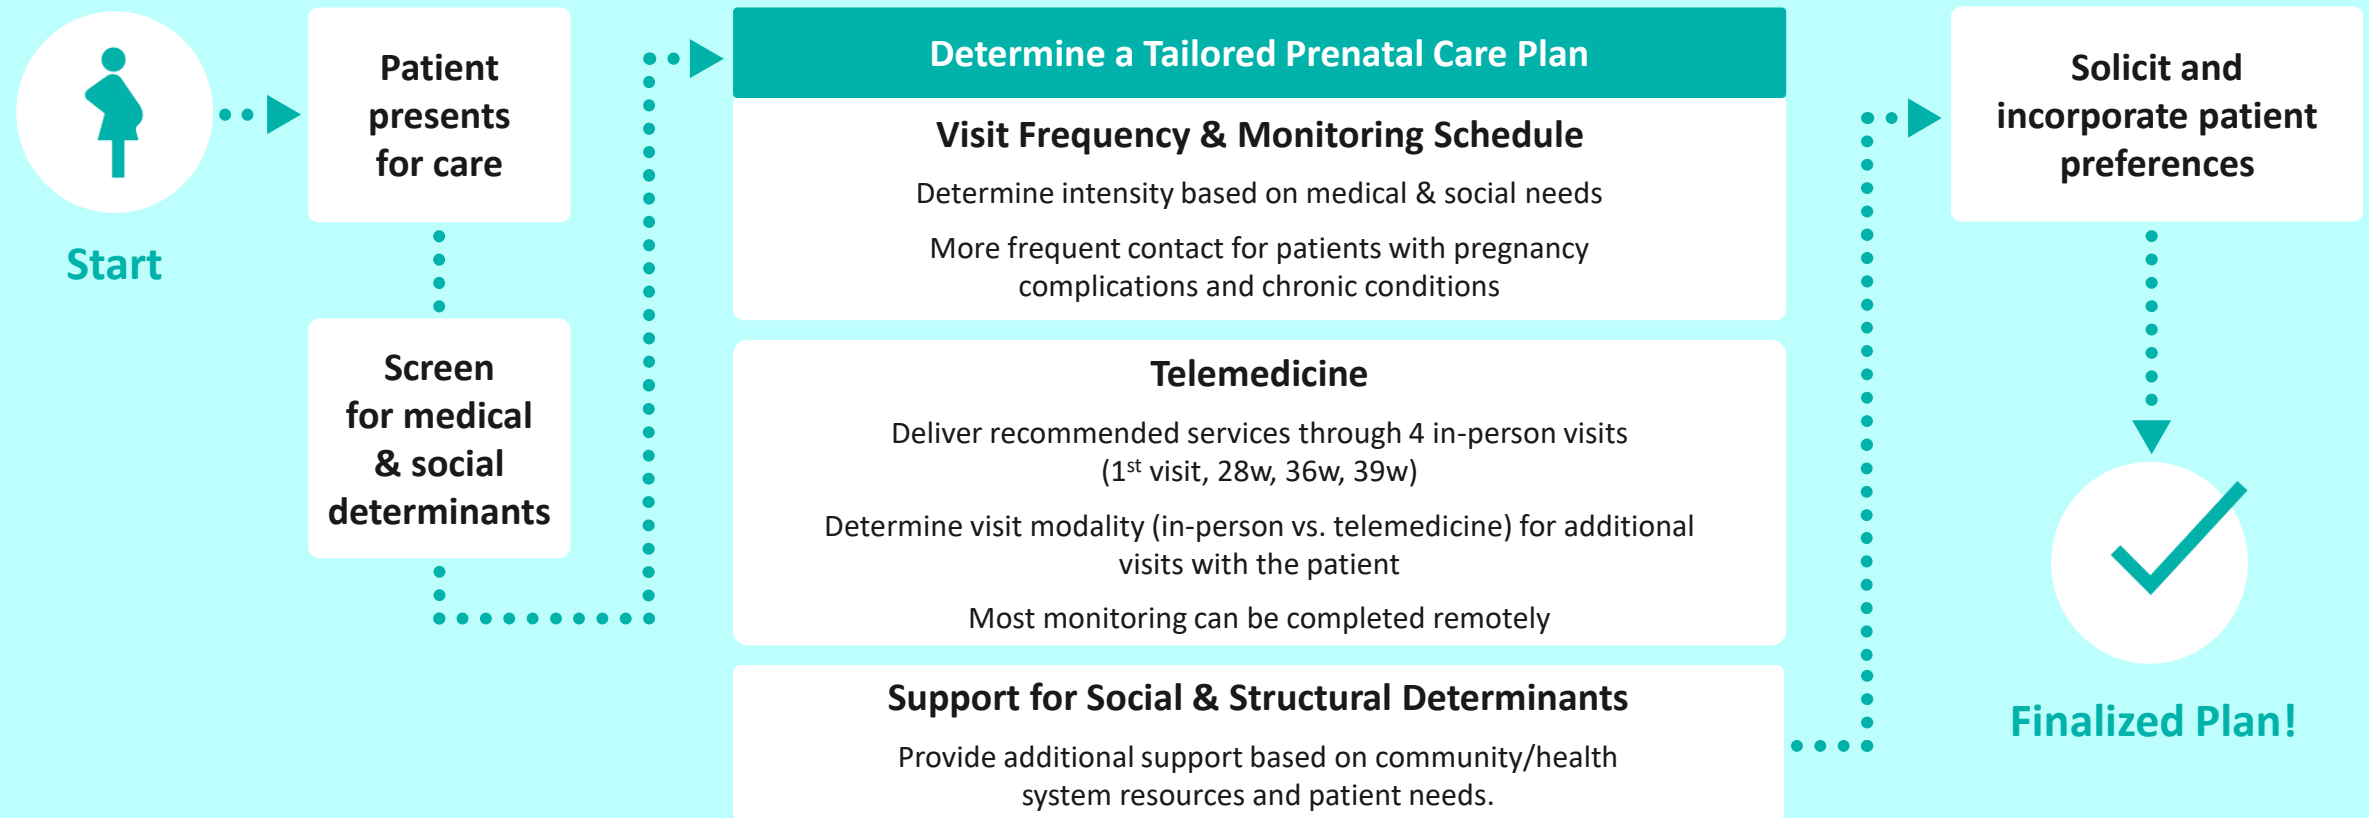 Start
Patient
presents
for care
Screen
for medical
& social
determinants
Determine a Tailored Prenatal Care Plan
Visit Frequency & Monitoring Schedule
Determine intensity based on medical & social needs
More frequent contact for patients with pregnancy
complications and chronic conditions
Telemedicine
Deliver recommended services through 4 in-person visits
(1st visit, 28w, 36w, 39w)
Determine visit modality (in-person vs. telemedicine) for additional
visits with the patient
Most monitoring can be completed remotely
Support for Social & Structural Determinants
Provide additional support based on community/health
system resources and patient needs.
Solicit and
incorporate patient
preferences
Finalized Plan!